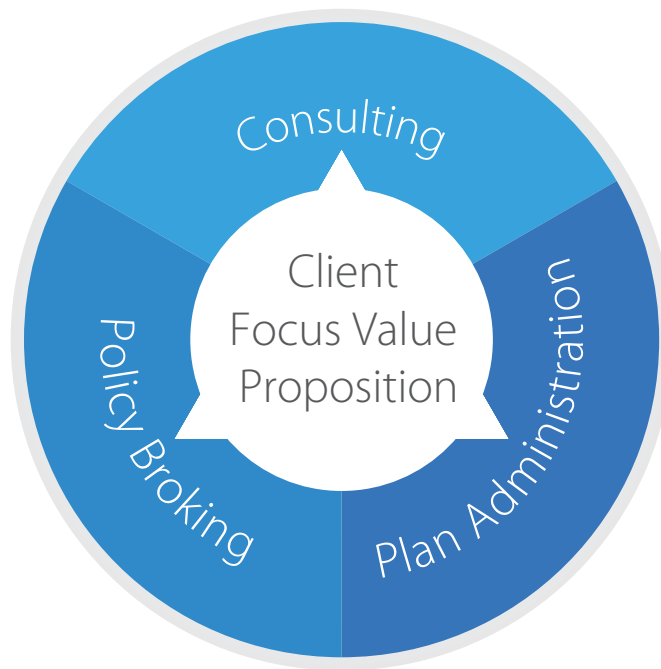 Consulting
Client
Focus Value
Proposition
Policy Broking
Plan Administration